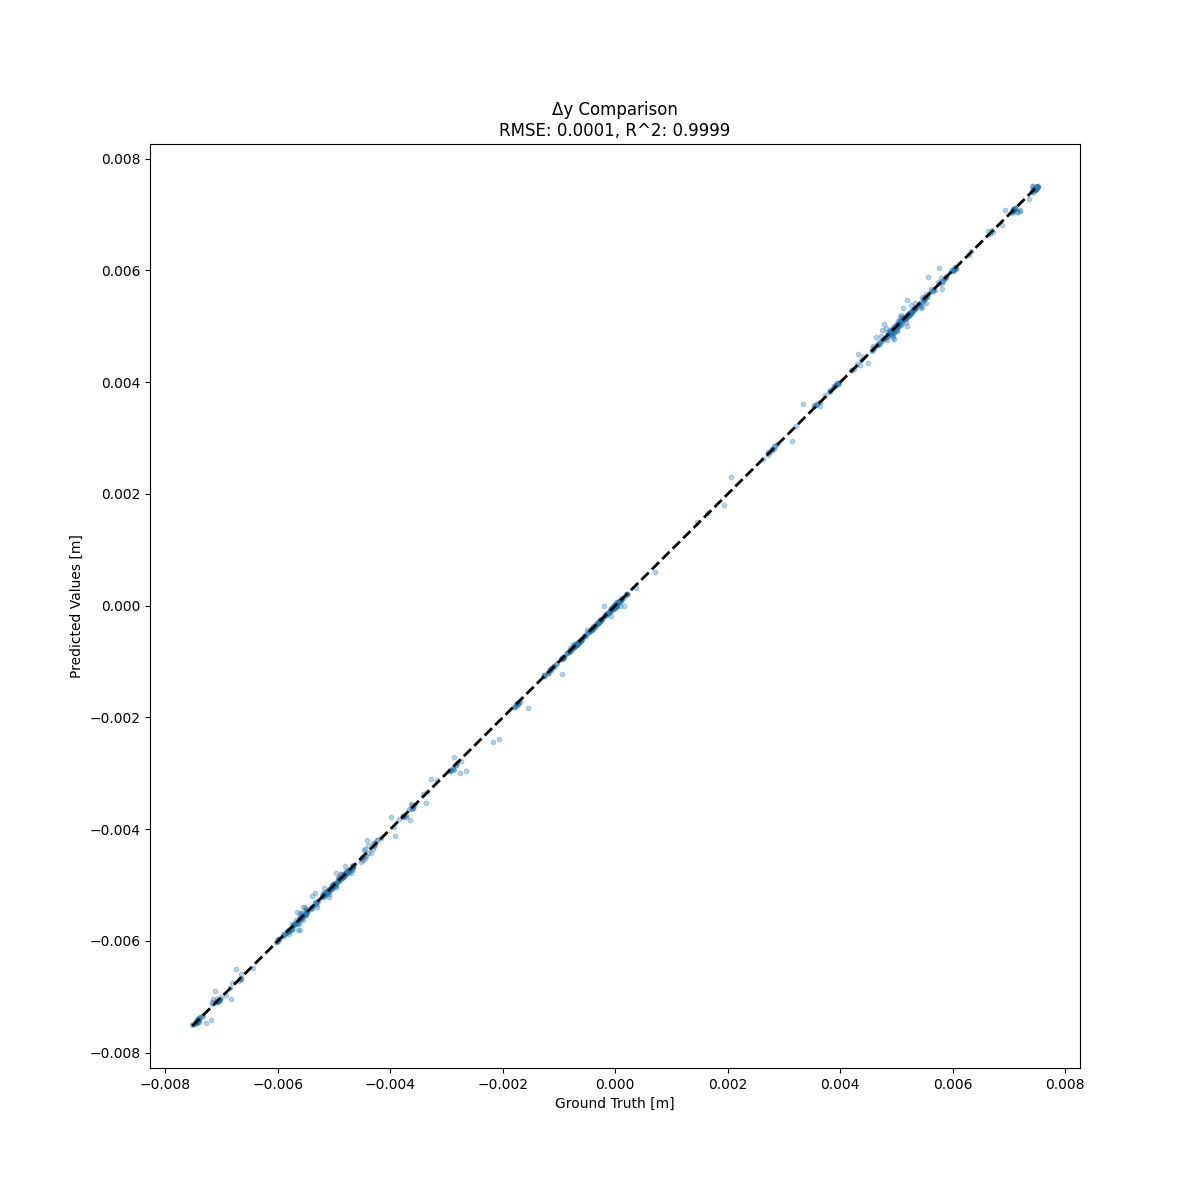 Δy Comparison
RMSE: 0.0001, R^2: 0.9999
0.008
0.006
0.004
0.002
0.000
−0.002
−0.004
−0.006
−0.008
Predicted Values [m]
−0.008 −0.006 −0.004 −0.002 0.000 0.002 0.004 0.006 0.008
Ground Truth [m]